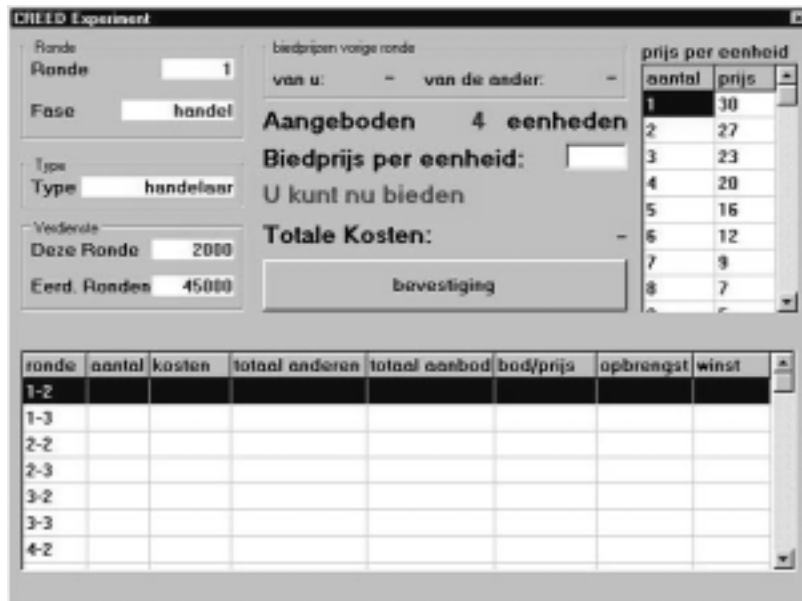 CREED Experiment
Ronde
Ronde 1
Fase handel
Type
Type handelaar
Verdienste
Deze Ronde 2000
Eerd. Ronden 45000
biedprijzen vorige ronde
van u: - van de ander: -
Aangeboden 4 eenheden
Biedprijs per eenheid:
U kunt nu bieden
Totale Kosten: -
bevestiging
prijs per eenheid
aantal prijs
1 30
2 27
3 23
4 20
5 16
6 12
7 9
8 7
ronde aantal kosten totaal anderen totaal aanbod bod/prijs opbrengst winst
1-2
1-3
2-2
2-3
3-2
3-3
4-2